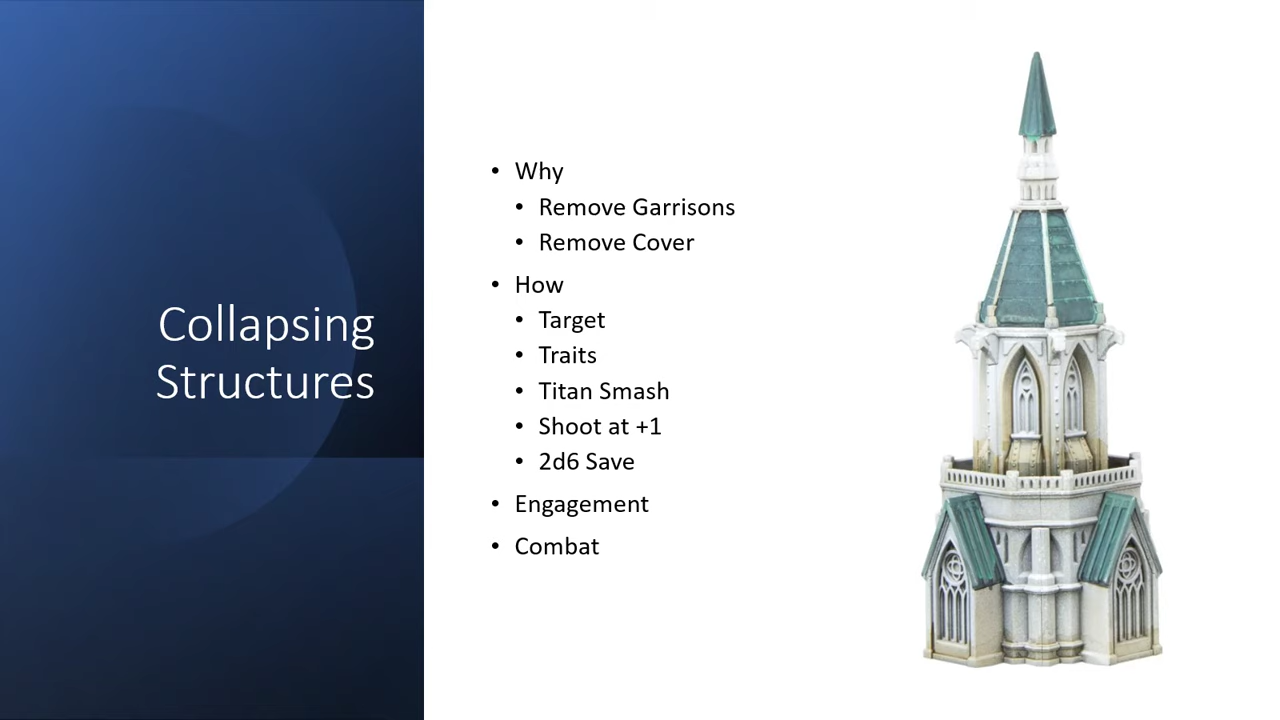 Collapsing
Structures
• Why
• Remove Garrisons
• Remove Cover
• How
• Target
• Traits
• Titan Smash
• Shoot at +1
• 2d6 Save
• Engagement
• Combat